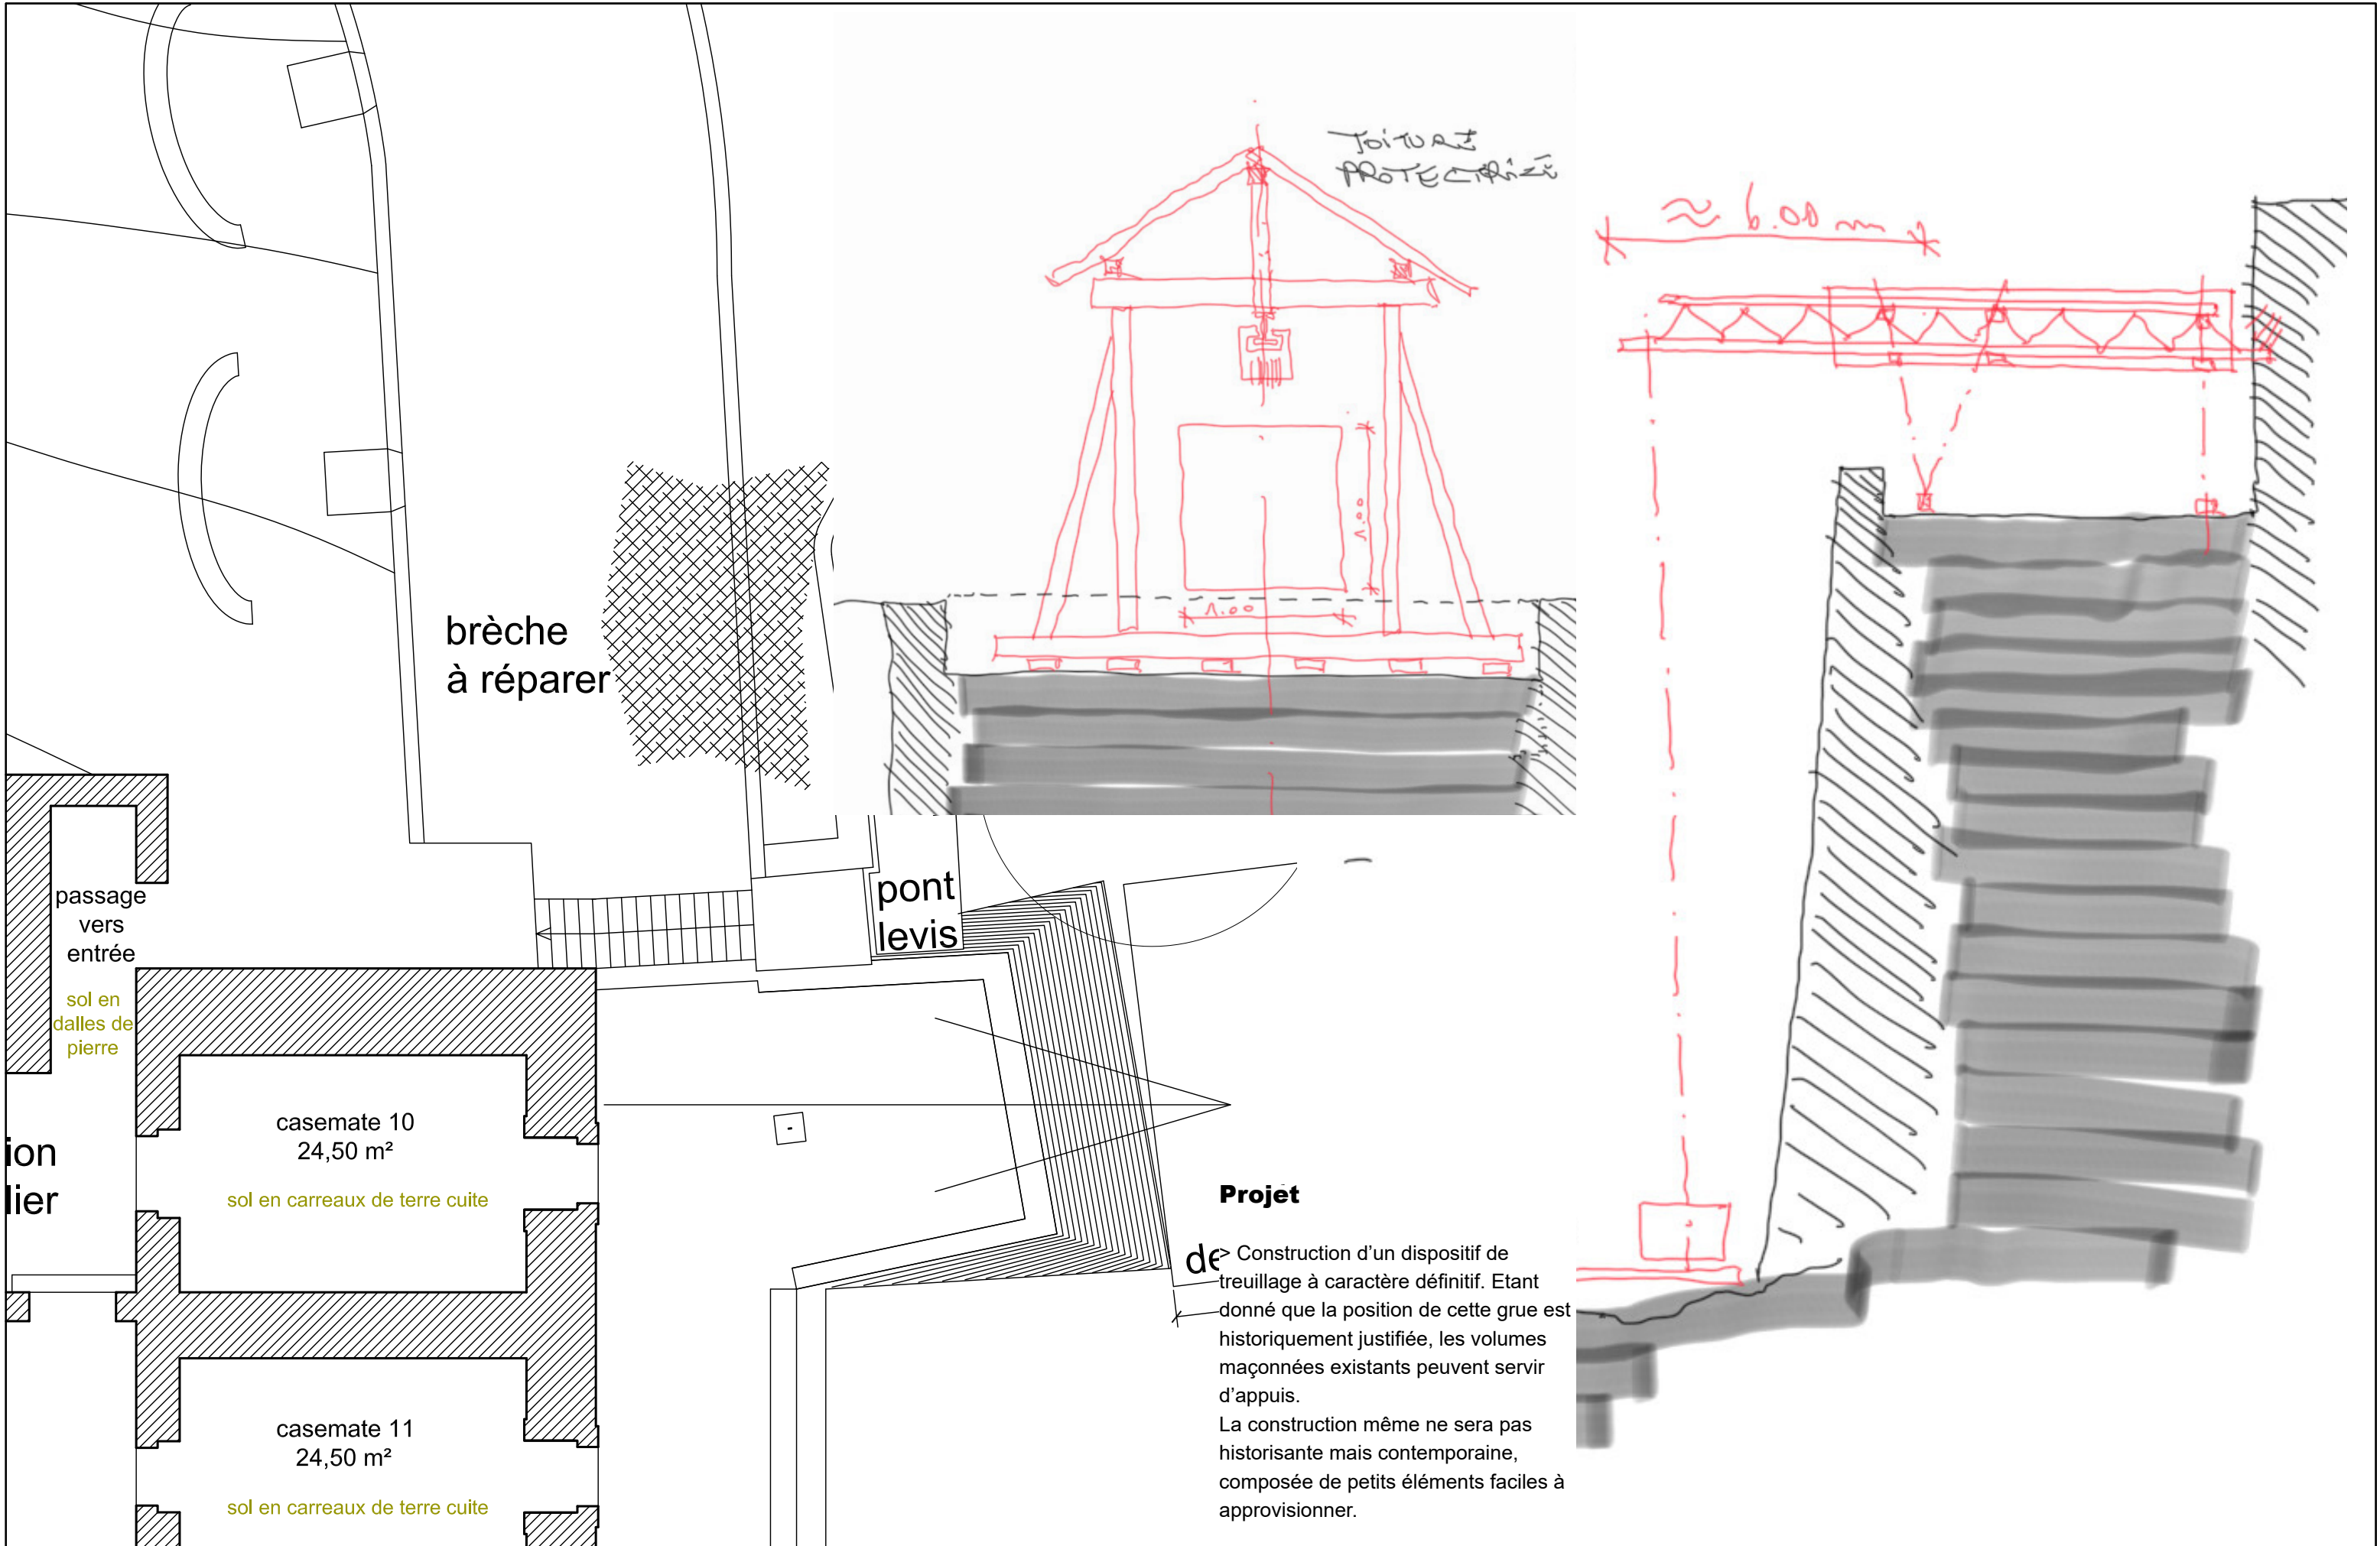 TOITURE
PROTECTRIZE
≈ 6.00 m
1.00
1.00
brèche
à réparer
passage
vers
entrée
sol en
dalles de
pierre
pont
levis
casemate 10
24,50 m²
sol en carreaux de terre cuite
ion
lier
casemate 11
24,50 m²
sol en carreaux de terre cuite
de
Projet
> Construction d’un dispositif de
treuillage à caractère définitif. Etant
donné que la position de cette grue est
historiquement justifiée, les volumes
maçonnées existants peuvent servir
d’appuis.
La construction même ne sera pas
historisante mais contemporaine,
composée de petits éléments faciles à
approvisionner.